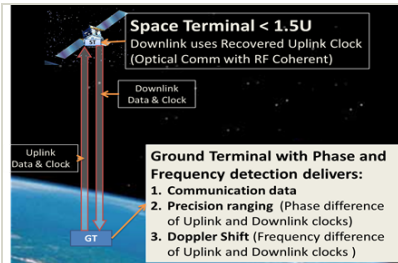 Space Terminal < 1.5U
ST
Downlink uses Recovered Uplink Clock
(Optical Comm with RF Coherent)
Downlink
Data & Clock
Uplink
Data & Clock
Ground Terminal with Phase and
Frequency detection delivers:
1. Communication data
2. Precision ranging (Phase difference
of Uplink and Downlink clocks)
3. Doppler Shift (Frequency difference
of Uplink and Downlink clocks )
GT